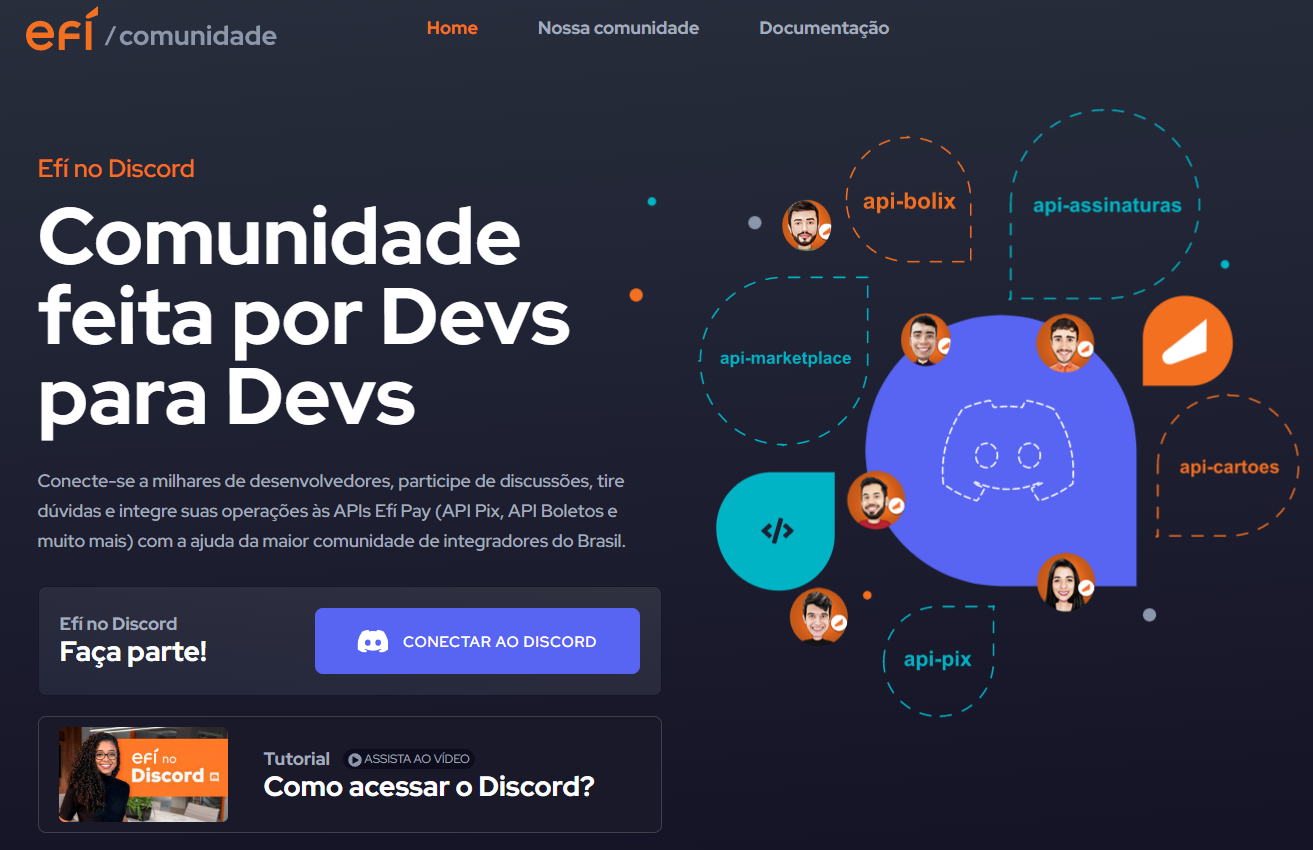 efí / comunidade
Home
Nossa comunidade
Documentação
Efí no Discord
Comunidade
feita por Devs
para Devs
Conecte-se a milhares de desenvolvedores, participe de discussões, tire
dúvidas e integre suas operações às APIs Efí Pay (API Pix, API Boletos e
muito mais) com a ajuda da maior comunidade de integradores do Brasil.
Efí no Discord
Faça parte!
CONECTAR AO DISCORD
efí no
Discord
Tutorial
ASSISTA AO VÍDEO
Como acessar o Discord?
api-bolix
api-assinaturas
api-marketplace
api-cartoes
</>
api-pix